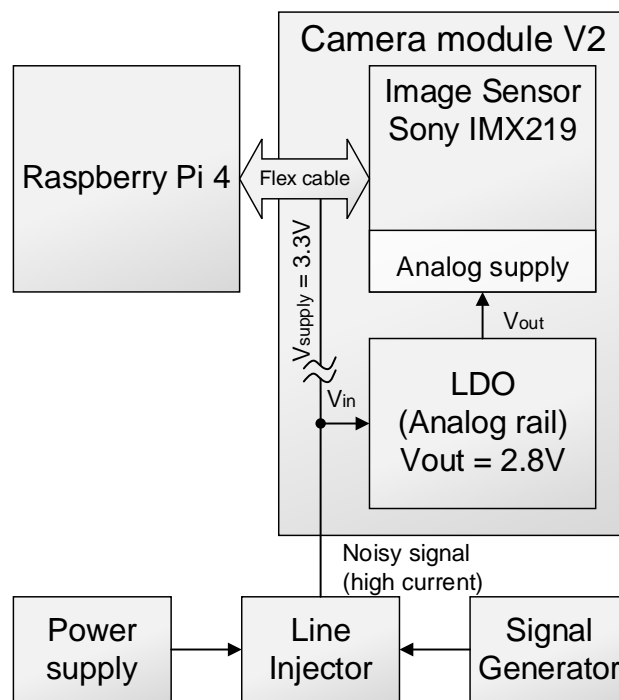 Camera module V2
Raspberry Pi 4
Image Sensor
Sony IMX219
Flex cable
Analog supply
Vsupply = 3.3V
Vout
Vin
LDO
(Analog rail)
Vout = 2.8V
Noisy signal
(high current)
Power
supply
Line
Injector
Signal
Generator